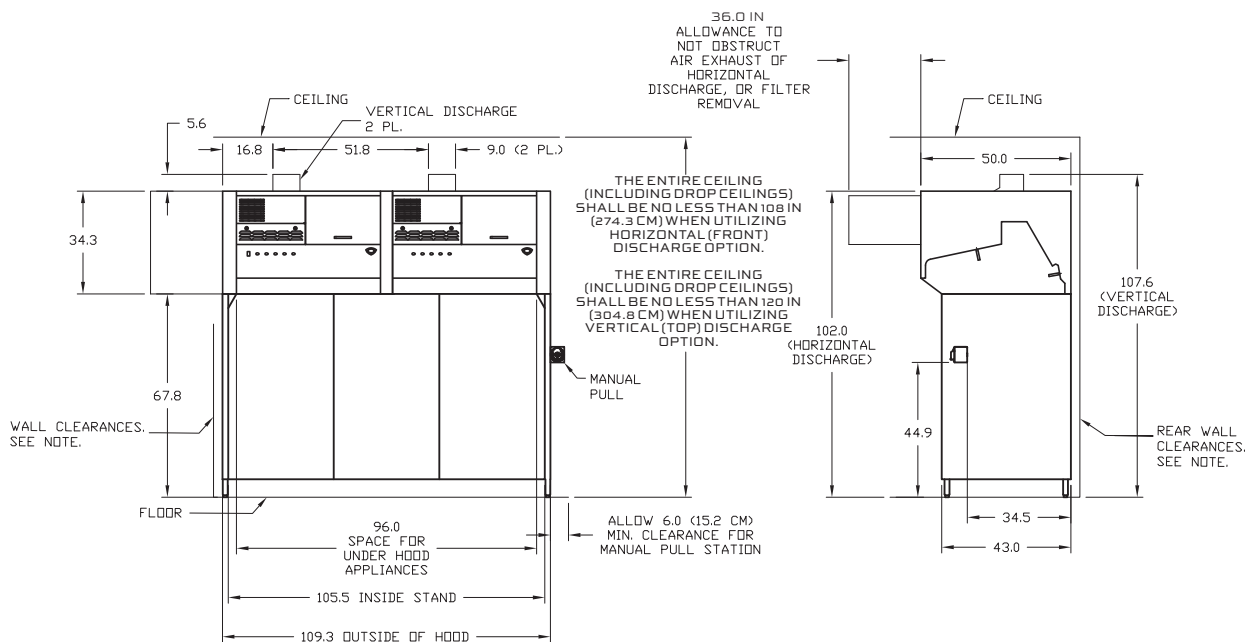 36.0 IN
ALLOWANCE TO
NOT OBSTRUCT
AIR EXHAUST OF
HORIZONTAL
DISCHARGE, OR FILTER
REMOVAL
CEILING
VERTICAL DISCHARGE
2 PL.
CEILING
5.6
16.8
51.8
9.0 (2 PL.)
50.0
THE ENTIRE CEILING
(INCLUDING DROP CEILINGS)
SHALL BE NO LESS THAN 108 IN
(274.3 CM) WHEN UTILIZING
HORIZONTAL (FRONT)
DISCHARGE OPTION.
THE ENTIRE CEILING
(INCLUDING DROP CEILINGS)
SHALL BE NO LESS THAN 120 IN
(304.8 CM) WHEN UTILIZING
VERTICAL (TOP) DISCHARGE
OPTION.
34.3
107.6
(VERTICAL
DISCHARGE)
102.0
(HORIZONTAL
DISCHARGE)
MANUAL
PULL
67.8
WALL CLEARANCES.
SEE NOTE.
44.9
REAR WALL
CLEARANCES.
SEE NOTE.
FLOOR
96.0
SPACE FOR
UNDER HOOD
APPLIANCES
ALLOW 6.0 (15.2 CM)
MIN. CLEARANCE FOR
MANUAL PULL STATION
34.5
43.0
105.5 INSIDE STAND
109.3 OUTSIDE OF HOOD